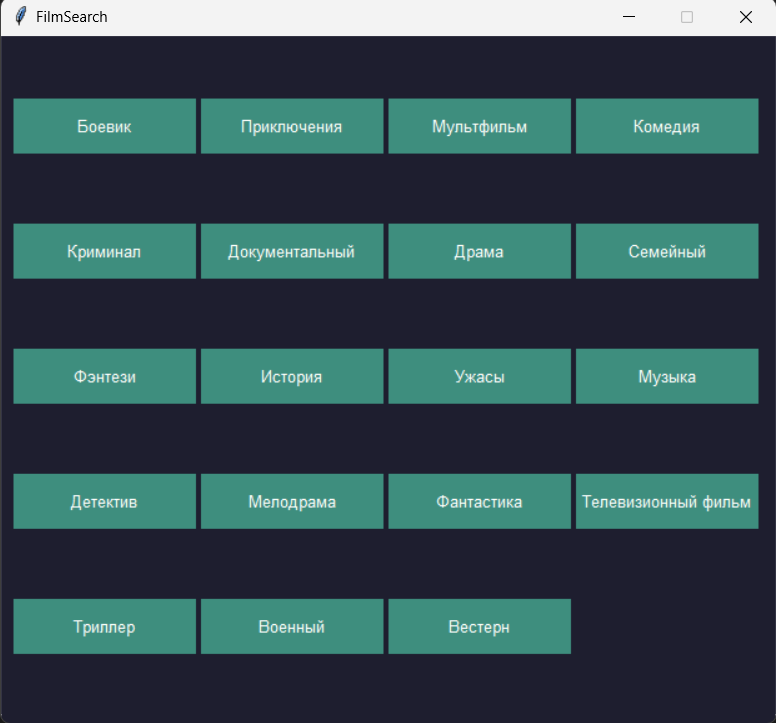 FilmSearch
Боевик
Приключения
Мультфильм
Комедия
Криминал
Документальный
Драма
Семейный
Фэнтези
История
Ужасы
Музыка
Детектив
Мелодрама
Фантастика
Телевизионный фильм
Триллер
Военный
Вестерн